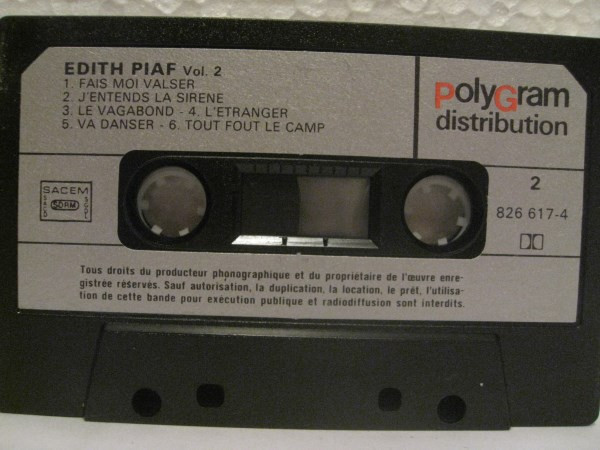 EDITH PIAF Vol. 2
1. FAIS MOI VALSER
2. J'ENTENDS LA SIRENE
3. LE VAGABOND - 4. L'ETRANGER
5. VA DANSER - 6. TOUT FOUT LE CAMP
PolyGram
distribution
SACEM
SDRM
2
826 617-4
Tous droits du producteur phonographique et du propriétaire de l'œuvre enre-
gistrée réservés. Sauf autorisation, la duplication, la location, le prêt, l'utilisa-
tion de cette bande pour exécution publique et radiodiffusion sont interdits.